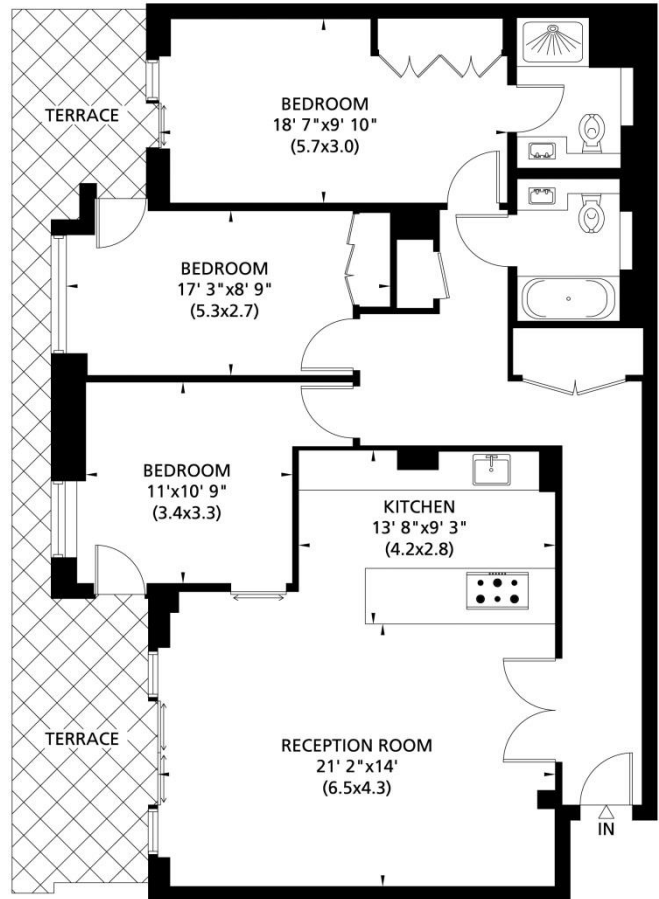 TERRACE
BEDROOM
18' 7"x9' 10"
(5.7x3.0)
BEDROOM
17' 3"x8' 9"
(5.3x2.7)
BEDROOM
11'x10' 9"
(3.4x3.3)
KITCHEN
13' 8"x9' 3"
(4.2x2.8)
TERRACE
RECEPTION ROOM
21' 2"x14'
(6.5x4.3)
IN